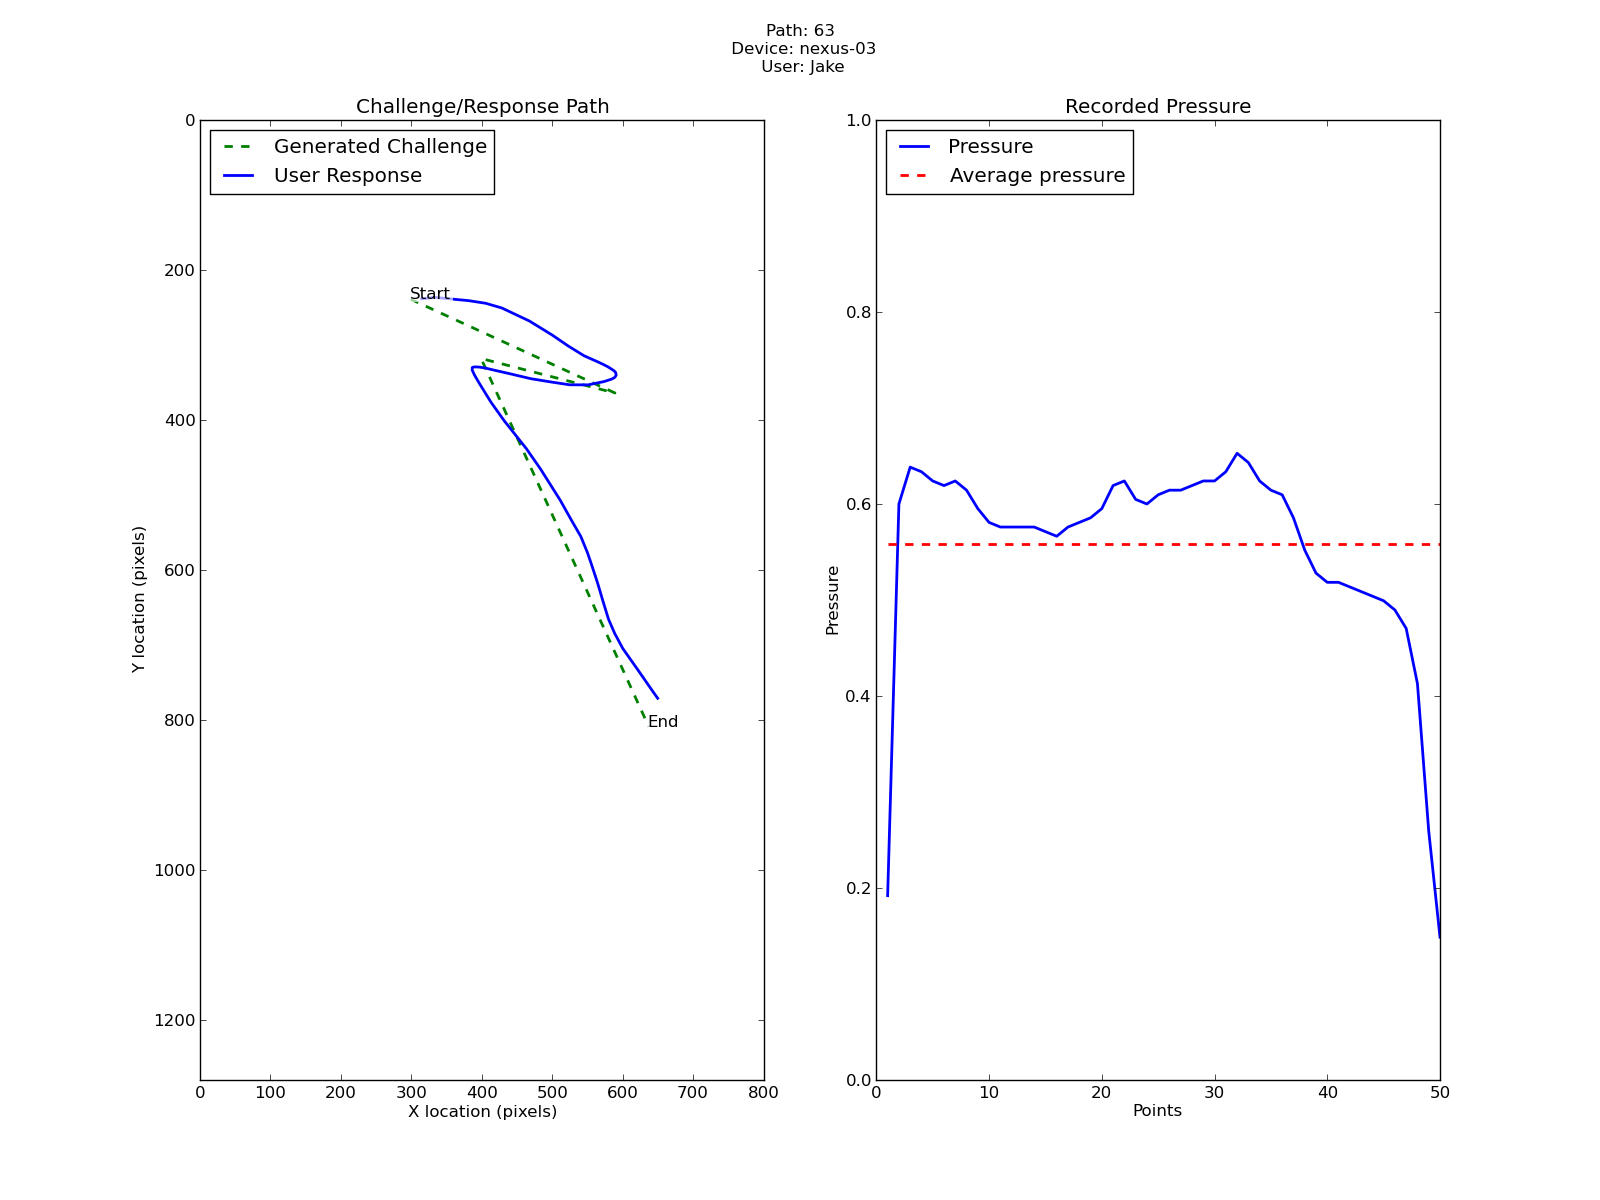 Path: 63
Device: nexus-03
User: Jake
Challenge/Response Path
Generated Challenge
User Response
Start
End
0
200
400
600
800
1000
1200
Y location (pixels)
0 100 200 300 400 500 600 700 800
X location (pixels)
Recorded Pressure
Pressure
Average pressure
1.0
0.8
0.6
0.4
0.2
0.0
Pressure
0 10 20 30 40 50
Points